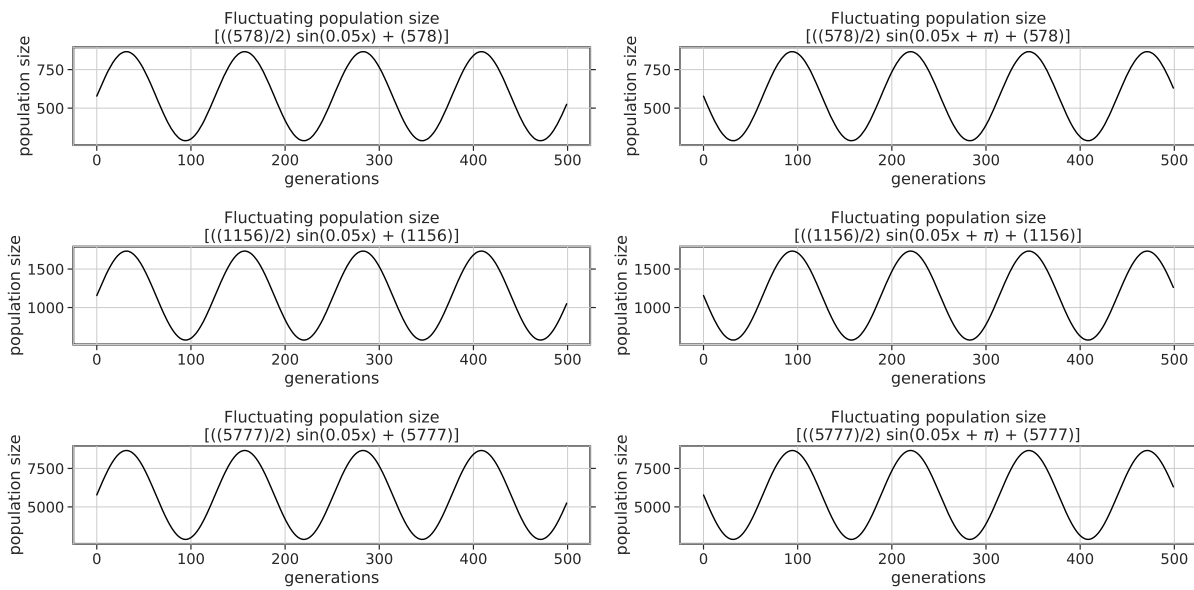 Fluctuating population size
[((578)/2) sin(0.05x) + (578)]
population size
750
500
0 100 200 300 400 500
generations
Fluctuating population size
[((578)/2) sin(0.05x + π) + (578)]
population size
750
500
0 100 200 300 400 500
generations
Fluctuating population size
[((1156)/2) sin(0.05x) + (1156)]
population size
1500
1000
0 100 200 300 400 500
generations
Fluctuating population size
[((1156)/2) sin(0.05x + π) + (1156)]
population size
1500
1000
0 100 200 300 400 500
generations
Fluctuating population size
[((5777)/2) sin(0.05x) + (5777)]
population size
7500
5000
0 100 200 300 400 500
generations
Fluctuating population size
[((5777)/2) sin(0.05x + π) + (5777)]
population size
7500
5000
0 100 200 300 400 500
generations